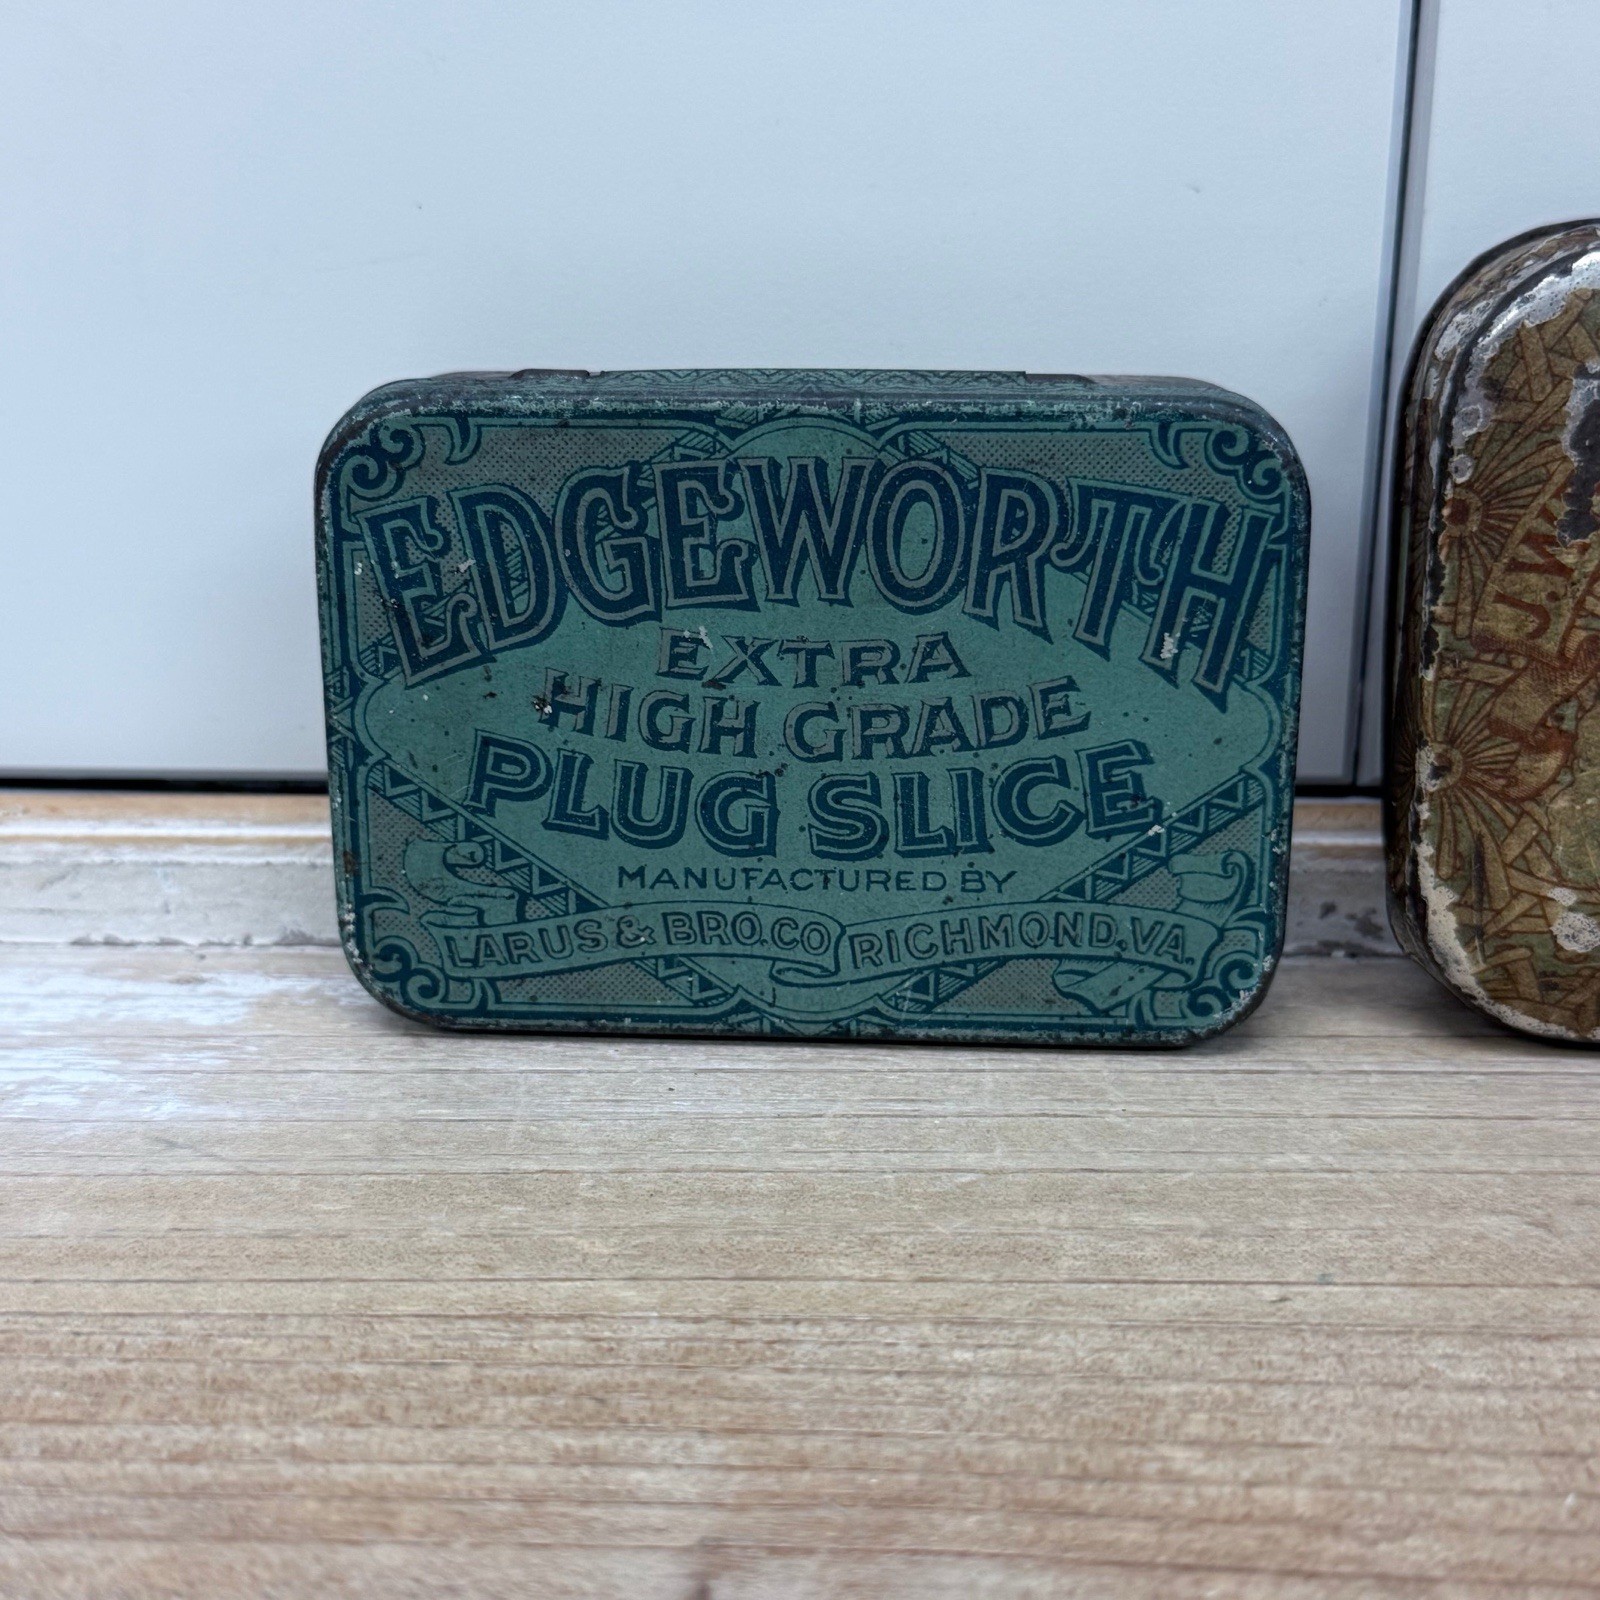 EDGEWORTH
EXTRA
HIGH GRADE
PLUG SLICE
MANUFACTURED BY
LARUS & BRO. CO RICHMOND, VA.
J.W.